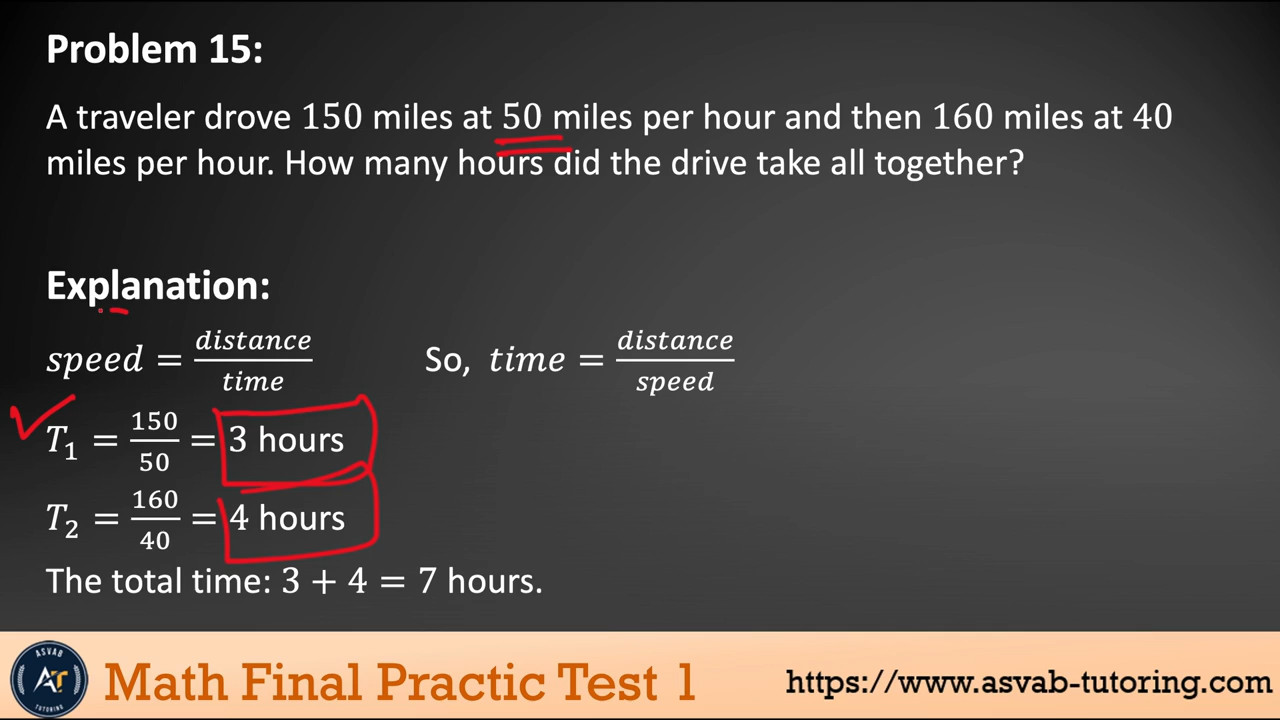 Problem 15:
A traveler drove 150 miles at 50 miles per hour and then 160 miles at 40
miles per hour. How many hours did the drive take all together?
Explanation:
speed = distance/time So, time = distance/speed
T₁ = 150/50 = 3 hours
T₂ = 160/40 = 4 hours
The total time: 3 + 4 = 7 hours.
ASVAB
AT
TUTORING
Math Final Practic Test 1
https://www.asvab-tutoring.com